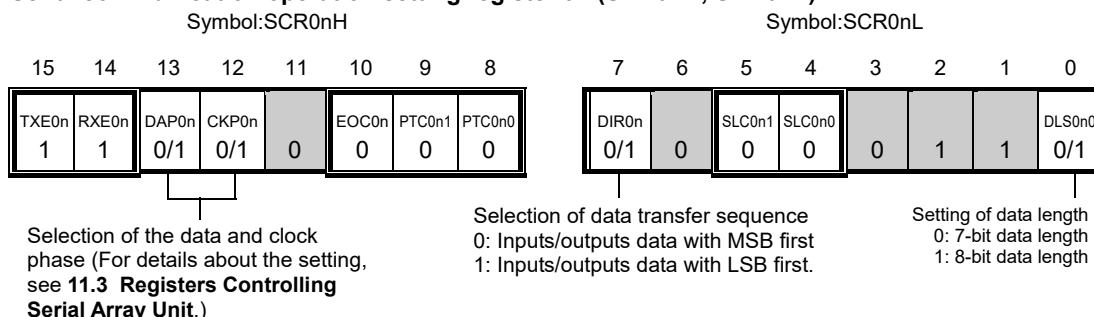 Symbol:SCR0nH Symbol:SCR0nL
15 14 13 12 11 10 9 8 7 6 5 4 3 2 1 0
TXE0n RXE0n DAP0n CKP0n EOC0n PTC0n1 PTC0n0 DIR0n SLC0n1 SLC0n0 DLS0n0
1 1 0/1 0/1 0 0 0 0 0/1 0 0 0 0 1 1 0/1
Selection of the data and clock
phase (For details about the setting,
see 11.3 Registers Controlling
Serial Array Unit.)
Selection of data transfer sequence
0: Inputs/outputs data with MSB first
1: Inputs/outputs data with LSB first.
Setting of data length
0: 7-bit data length
1: 8-bit data length